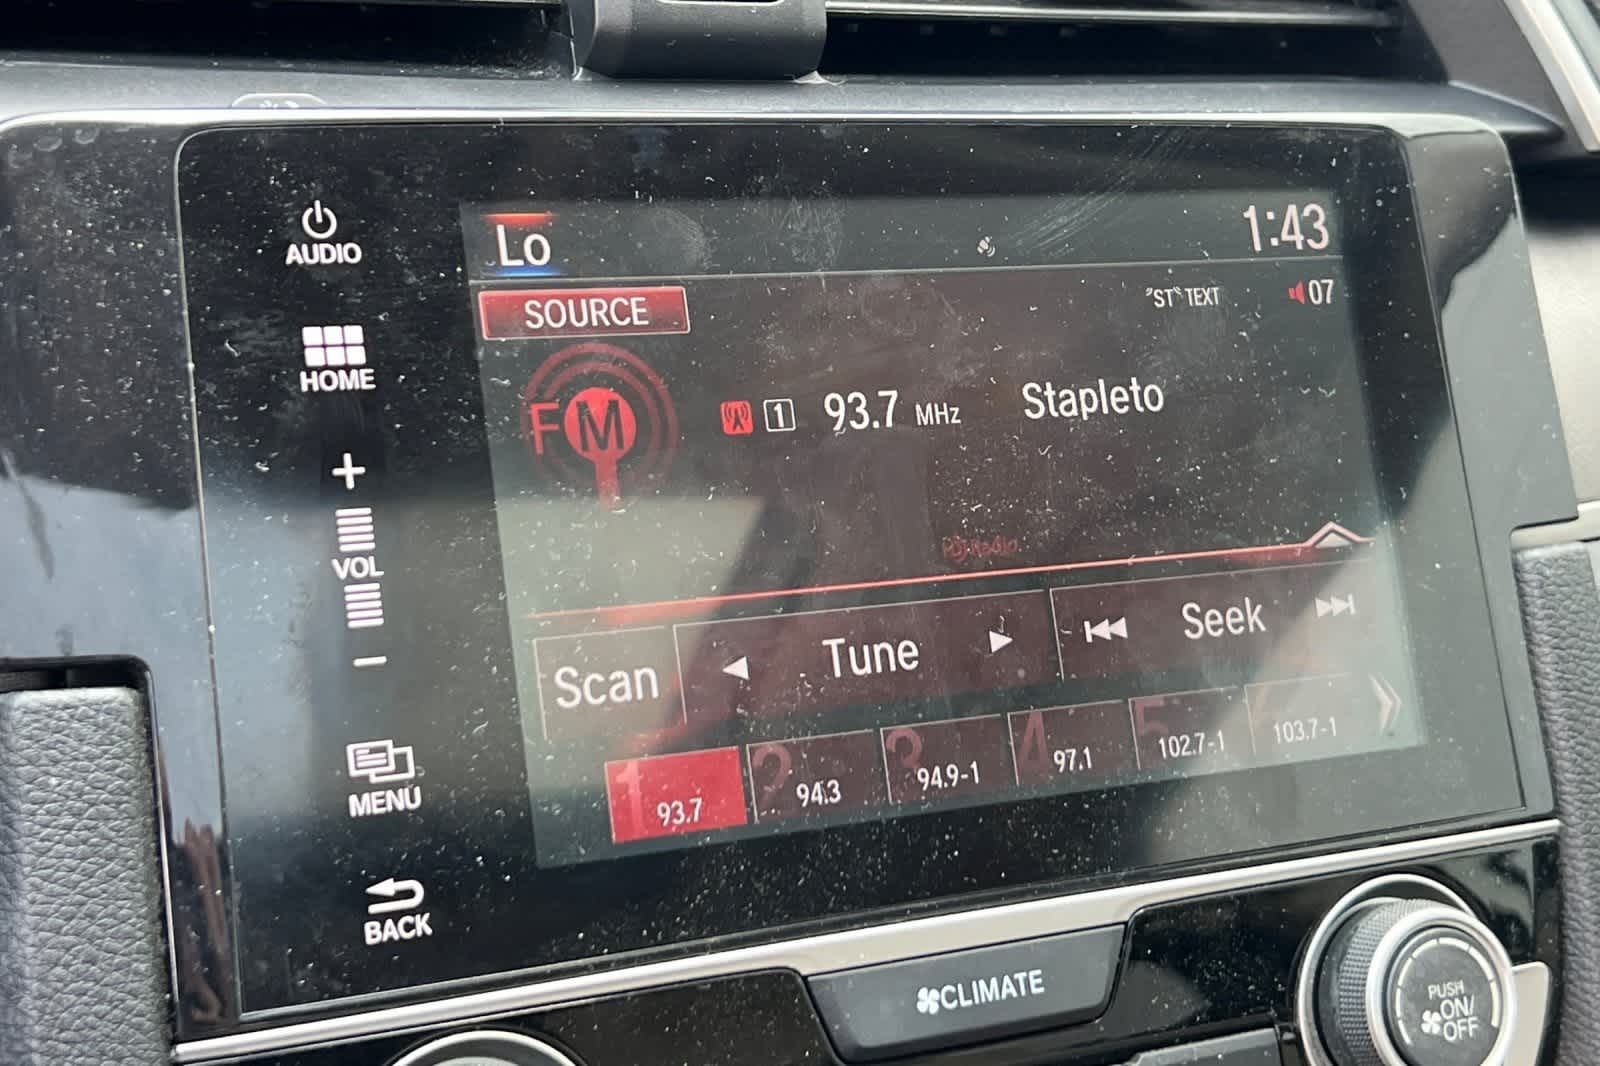 AUDIO
HOME
+
VOL
−
MENU
BACK
Lo
1:43
SOURCE
"ST" TEXT
07
FM
1
93.7 MHz
Stapleto
HD Radio
Scan
Tune
Seek
1 93.7
2 94.3
3 94.9-1
4 97.1
5 102.7-1
103.7-1
CLIMATE
PUSH
ON/
OFF